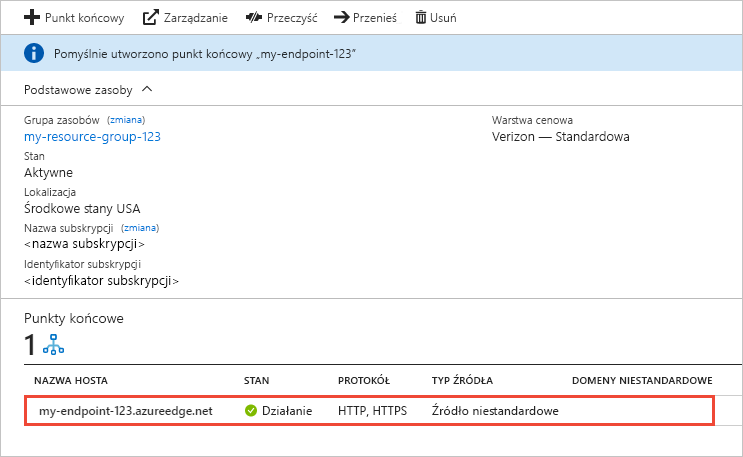 Punkt końcowy Zarządzanie Przeczyść Przenieś Usuń
Pomyślnie utworzono punkt końcowy „my-endpoint-123”
Podstawowe zasoby
Grupa zasobów (zmiana)
my-resource-group-123
Stan
Aktywne
Lokalizacja
Środkowe stany USA
Nazwa subskrypcji (zmiana)
<nazwa subskrypcji>
Identyfikator subskrypcji
<identyfikator subskrypcji>
Warstwa cenowa
Verizon — Standardowa
Punkty końcowe
1
NAZWA HOSTA STAN PROTOKÓŁ TYP ŹRÓDŁA DOMENY NIESTANDARDOWE
my-endpoint-123.azureedge.net Działanie HTTP, HTTPS Źródło niestandardowe